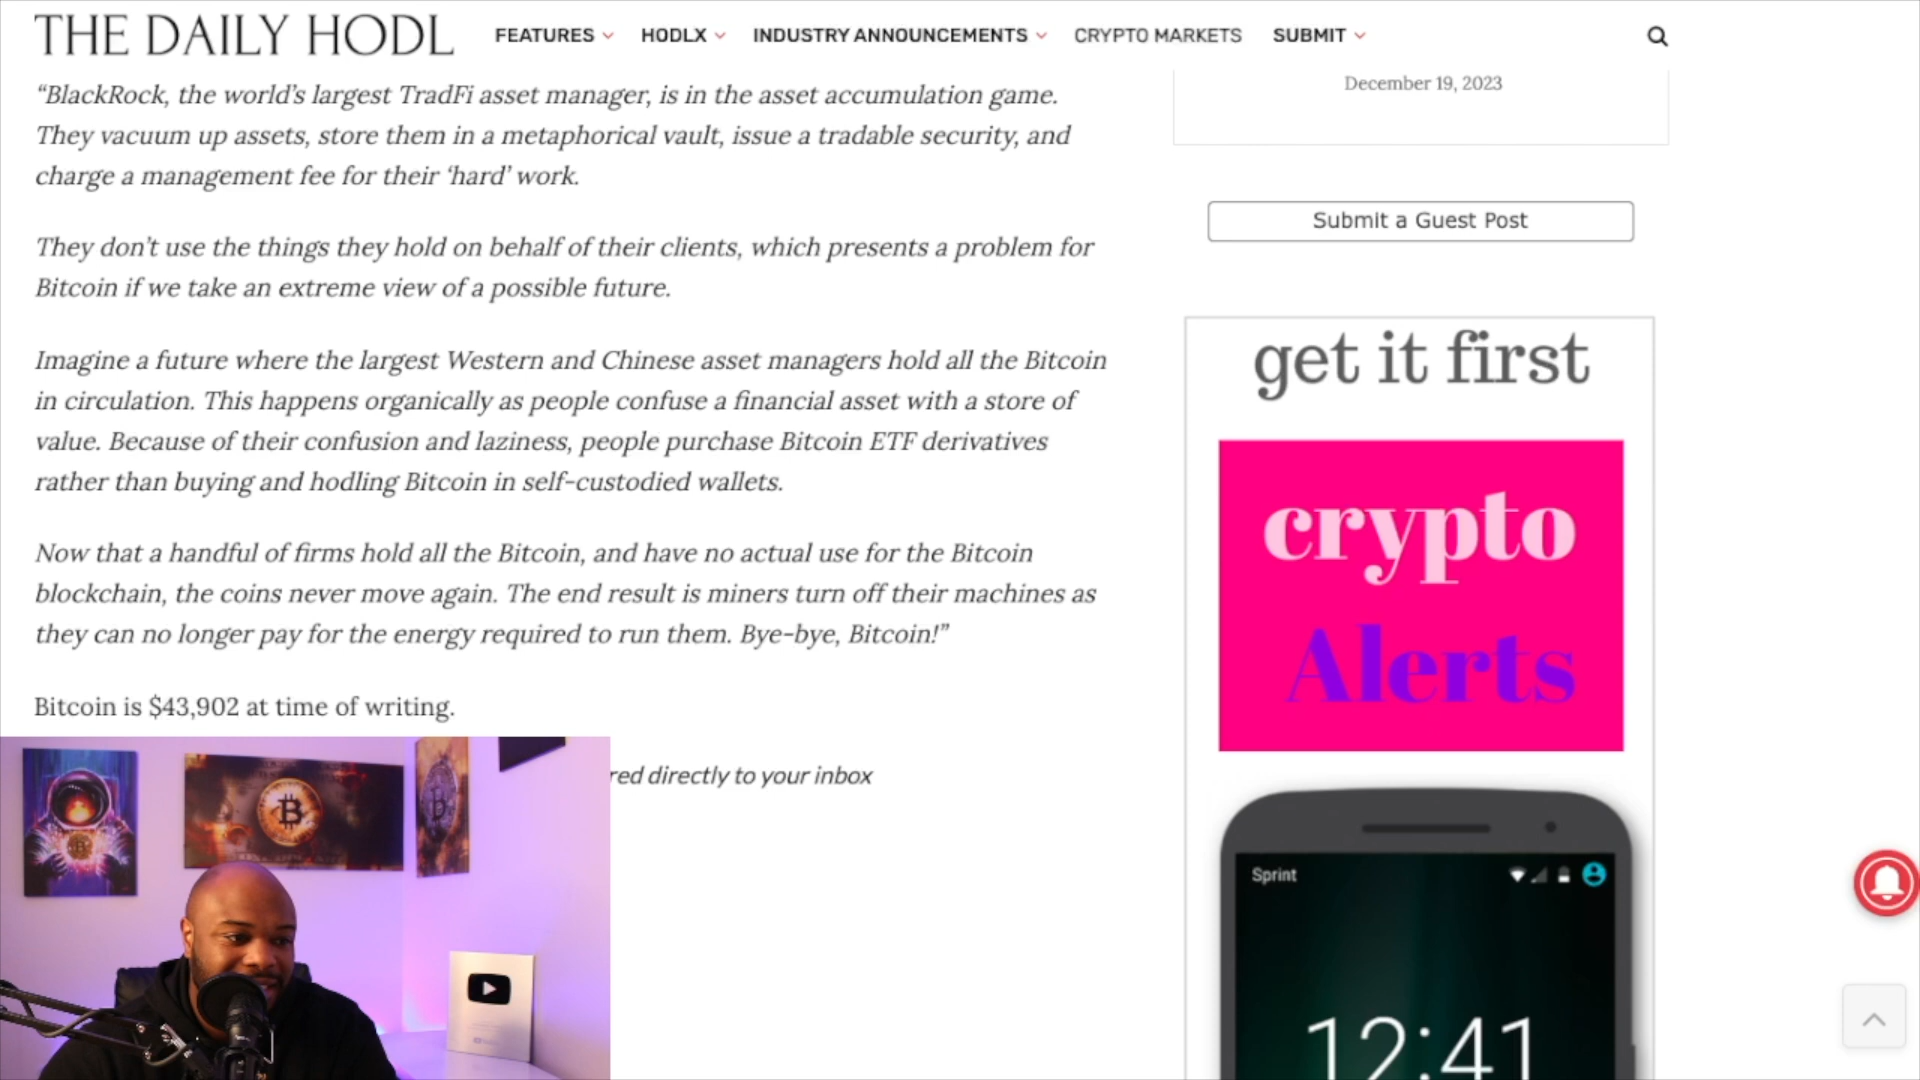 THE DAILY HODL
FEATURES HODLX INDUSTRY ANNOUNCEMENTS CRYPTO MARKETS SUBMIT
“BlackRock, the world’s largest TradFi asset manager, is in the asset accumulation game.
They vacuum up assets, store them in a metaphorical vault, issue a tradable security, and
charge a management fee for their ‘hard’ work.
They don’t use the things they hold on behalf of their clients, which presents a problem for
Bitcoin if we take an extreme view of a possible future.
Imagine a future where the largest Western and Chinese asset managers hold all the Bitcoin
in circulation. This happens organically as people confuse a financial asset with a store of
value. Because of their confusion and laziness, people purchase Bitcoin ETF derivatives
rather than buying and hodling Bitcoin in self-custodied wallets.
Now that a handful of firms hold all the Bitcoin, and have no actual use for the Bitcoin
blockchain, the coins never move again. The end result is miners turn off their machines as
they can no longer pay for the energy required to run them. Bye-bye, Bitcoin!”
Bitcoin is $43,902 at time of writing.
red directly to your inbox
December 19, 2023
Submit a Guest Post
get it first
crypto
Alerts
Sprint
12:41